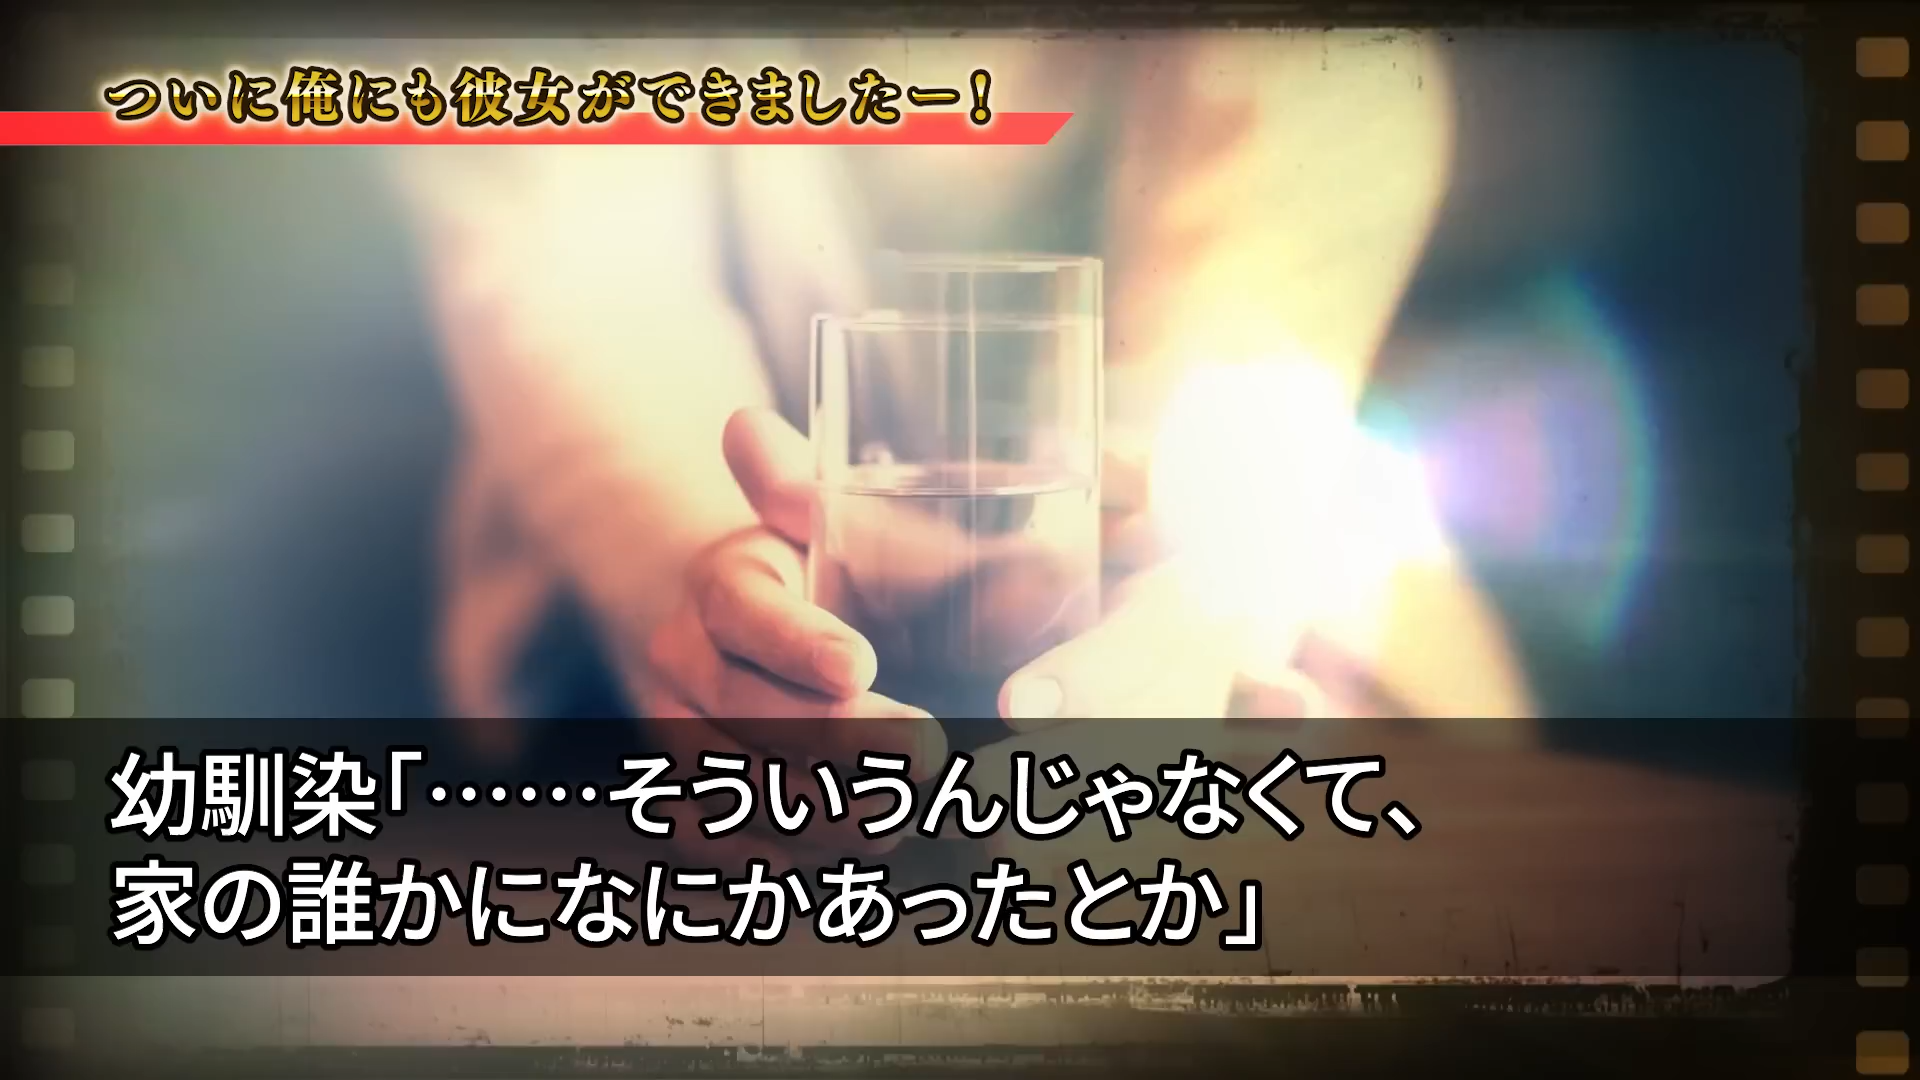 ついに俺にも彼女ができましたー！
幼馴染「……そういうんじゃなくて、
家の誰かになにかあったとか」